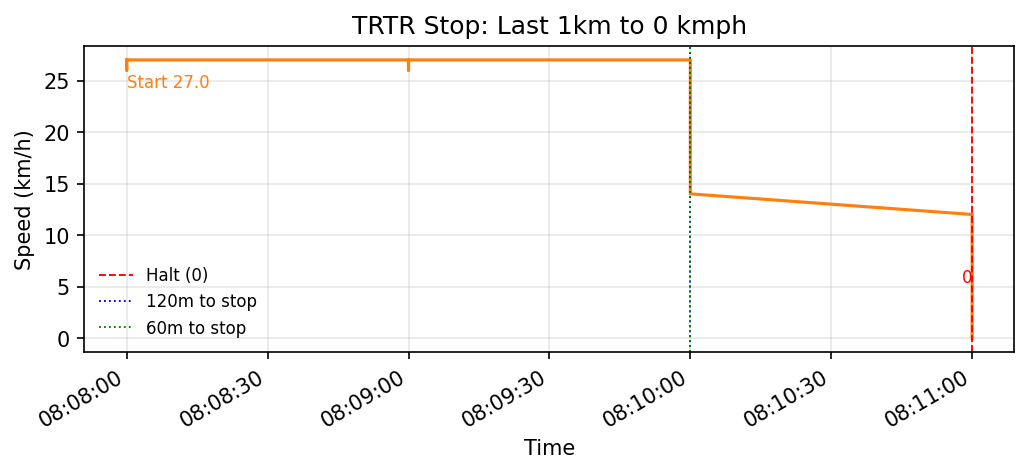 TRTR Stop: Last 1km to 0 kmph
Speed (km/h)
25
20
15
10
5
0
Start 27.0
0
Halt (0)
120m to stop
60m to stop
08:08:00
08:08:30
08:09:00
08:09:30
08:10:00
08:10:30
08:11:00
Time